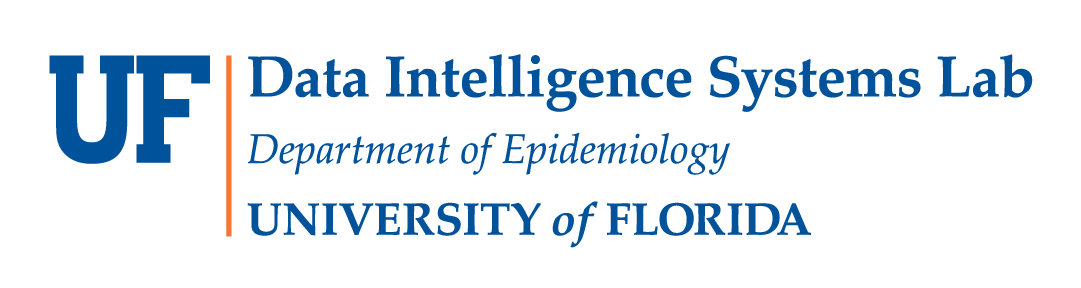 UF
Data Intelligence Systems Lab
Department of Epidemiology
UNIVERSITY of FLORIDA